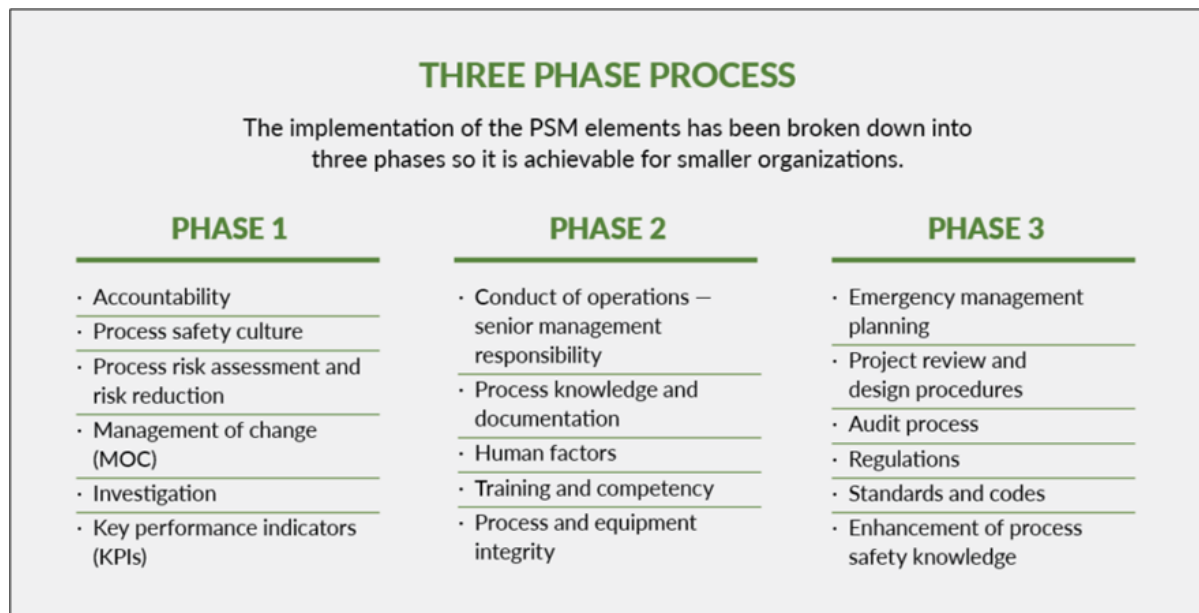 THREE PHASE PROCESS
The implementation of the PSM elements has been broken down into
three phases so it is achievable for smaller organizations.
PHASE 1
· Accountability
· Process safety culture
· Process risk assessment and
risk reduction
· Management of change
(MOC)
· Investigation
· Key performance indicators
(KPIs)
PHASE 2
· Conduct of operations —
senior management
responsibility
· Process knowledge and
documentation
· Human factors
· Training and competency
· Process and equipment
integrity
PHASE 3
· Emergency management
planning
· Project review and
design procedures
· Audit process
· Regulations
· Standards and codes
· Enhancement of process
safety knowledge